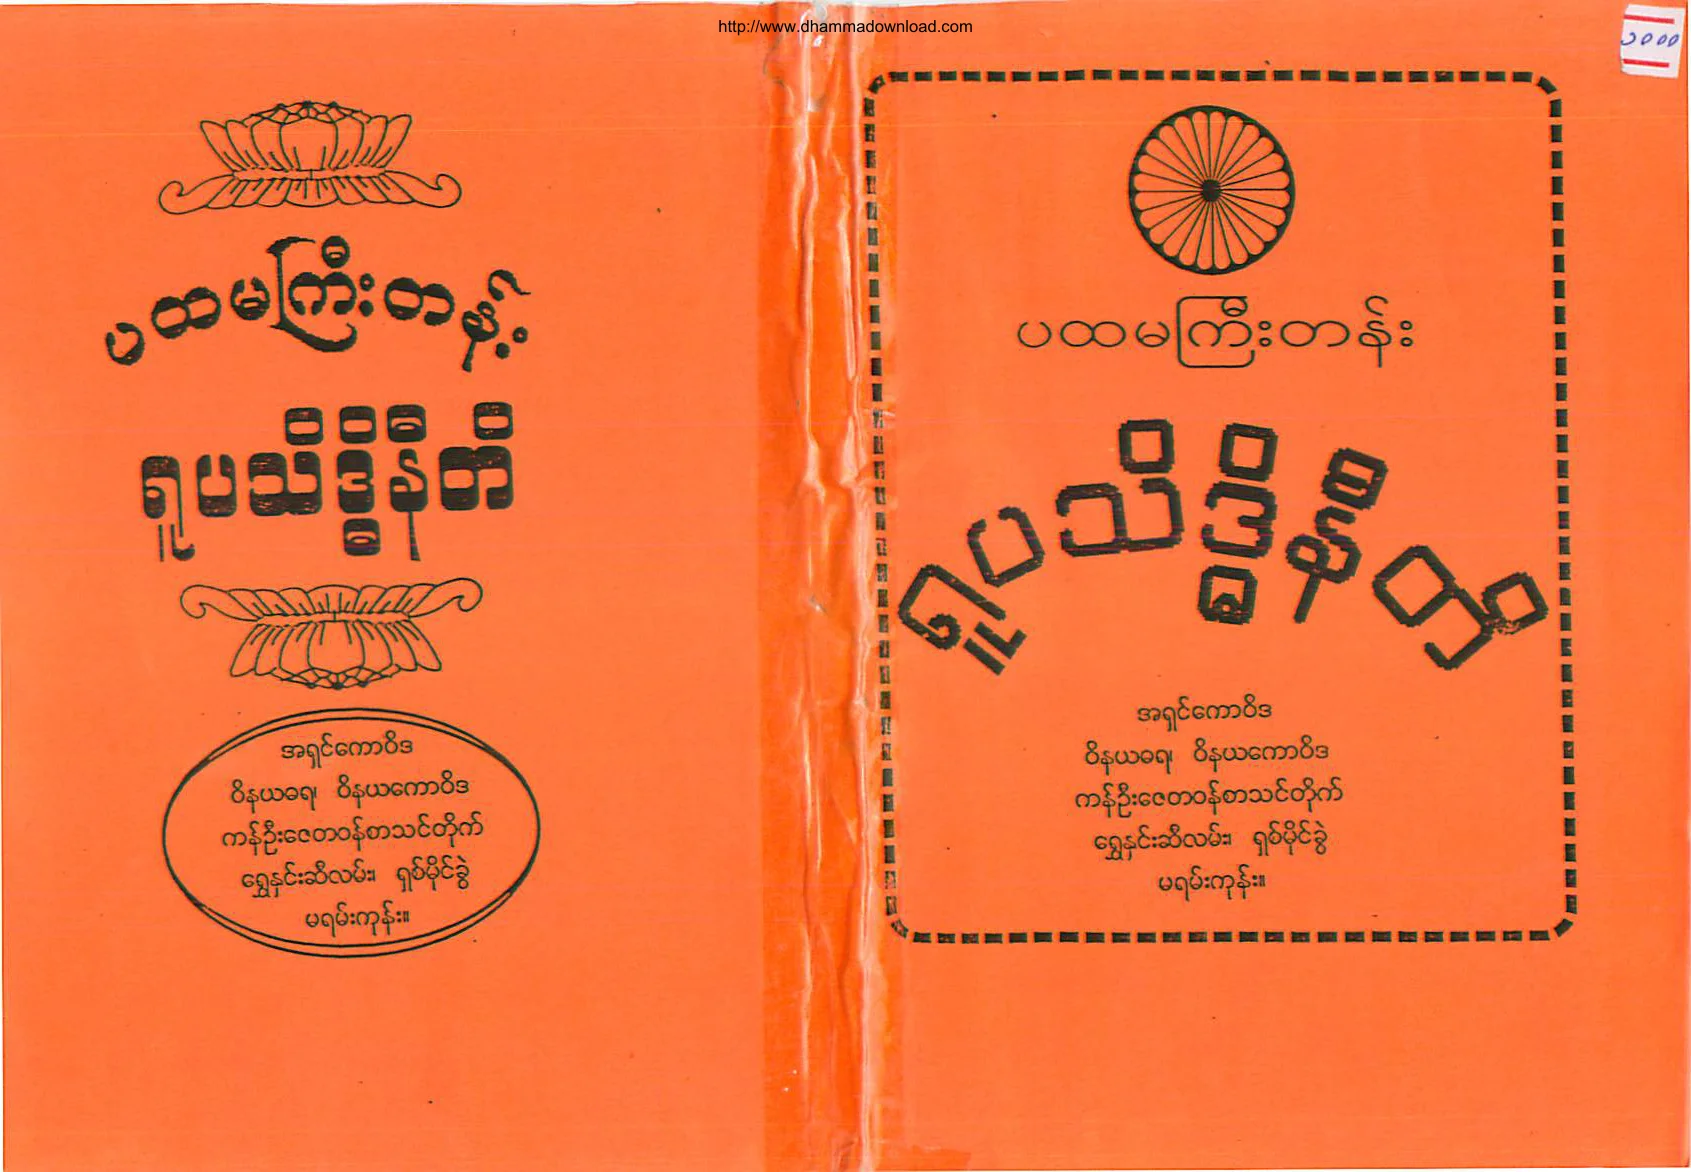 http://www.dhammadownload.com
ပထမကြီးတန့်း
ရူပသိဒ္ဓိနီတိ
အရှင်ကောဝိဒ
ဝိနယဓရ၊ ဝိနယကောဝိဒ
ကန်ဦးဇေတဝန်စာသင်တိုက်
ရွှေနှင်းဆီလမ်း၊ ရှစ်မိုင်ခွဲ
မရမ်းကုန်း။
၁၀၀၀
ပထမကြီးတန်း
ရူပသိဒ္ဓိနီတိ
အရှင်ကောဝိဒ
ဝိနယဓရ၊ ဝိနယကောဝိဒ
ကန်ဦးဇေတဝန်စာသင်တိုက်
ရွှေနှင်းဆီလမ်း၊ ရှစ်မိုင်ခွဲ
မရမ်းကုန်း။